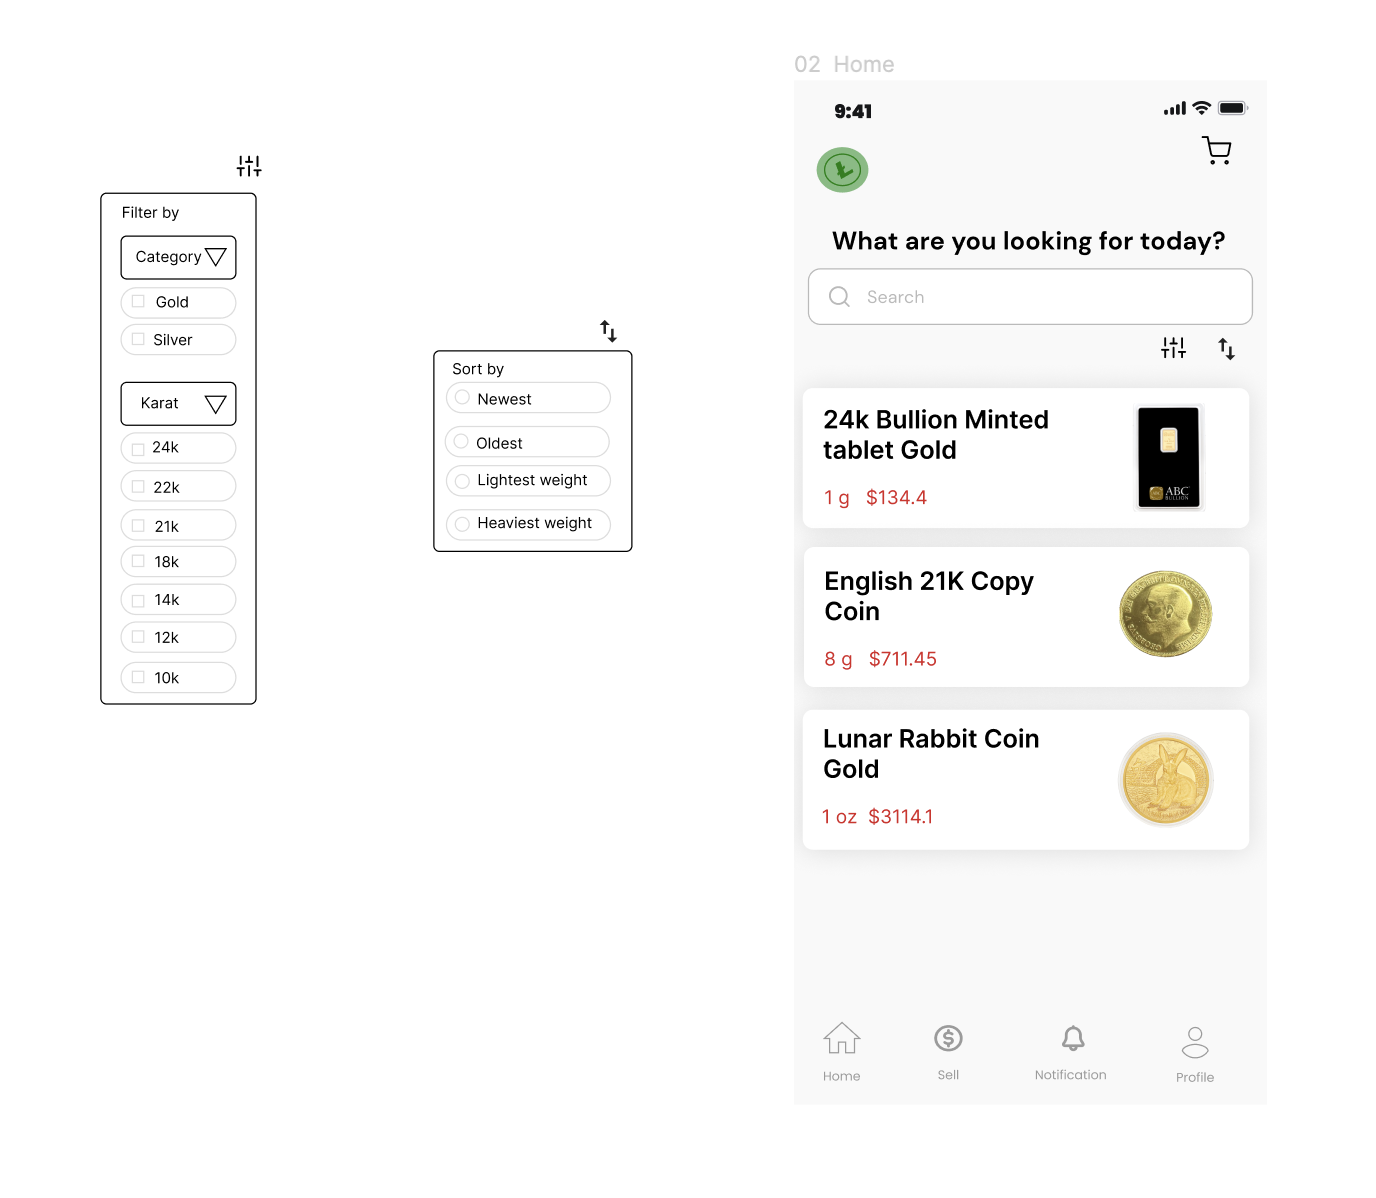 02 Home
9:41
What are you looking for today?
Search
24k Bullion Minted
tablet Gold
1 g $134.4
ABC
BULLION
English 21K Copy
Coin
8 g $711.45
Lunar Rabbit Coin
Gold
1 oz $3114.1
Home
Sell
Notification
Profile
Filter by
Category
Gold
Silver
Karat
24k
22k
21k
18k
14k
12k
10k
Sort by
Newest
Oldest
Lightest weight
Heaviest weight